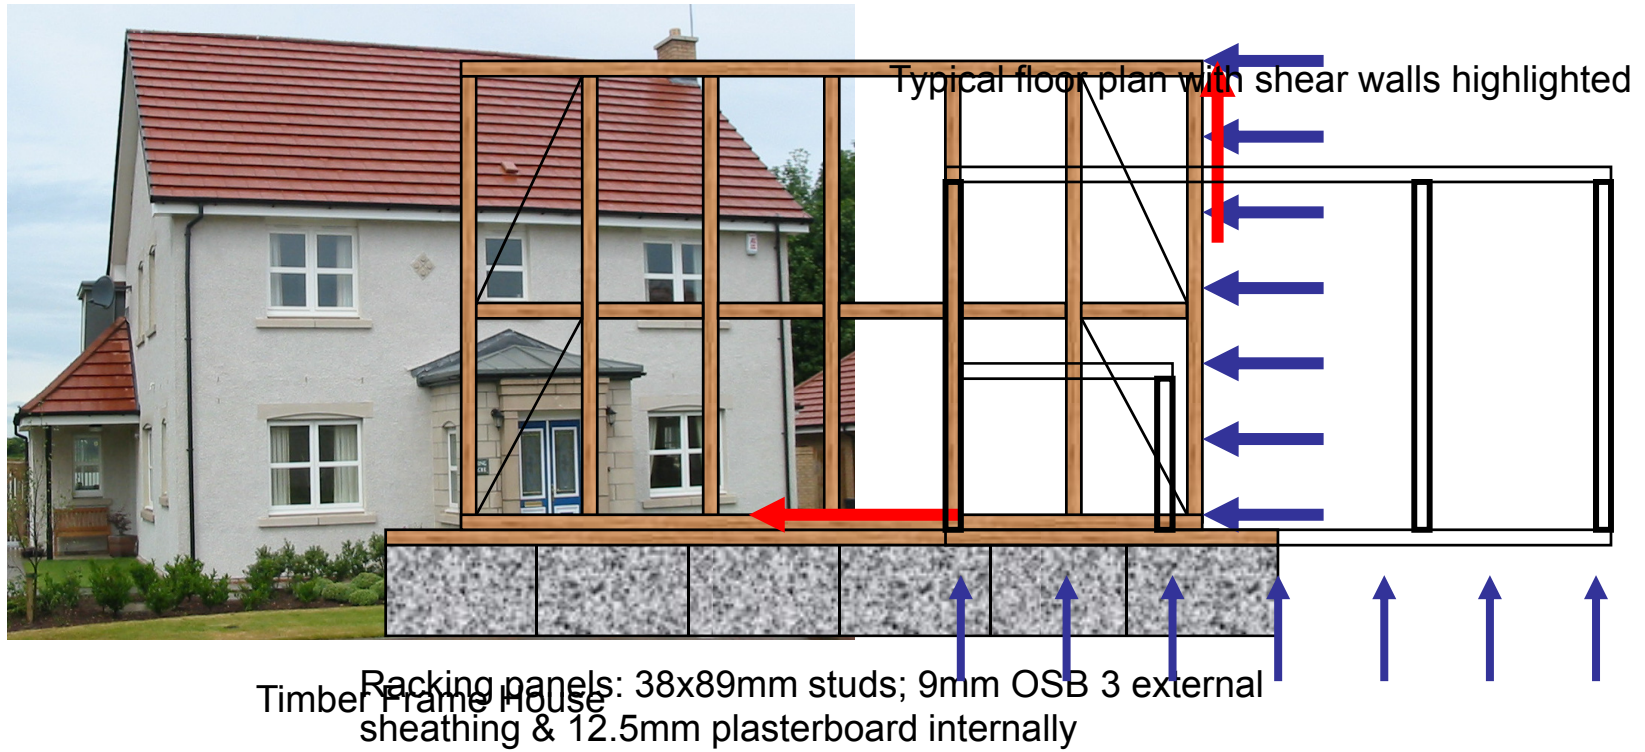 Typical floor plan with shear walls highlighted
Timber Frame House
Racking panels: 38x89mm studs; 9mm OSB 3 external
sheathing & 12.5mm plasterboard internally